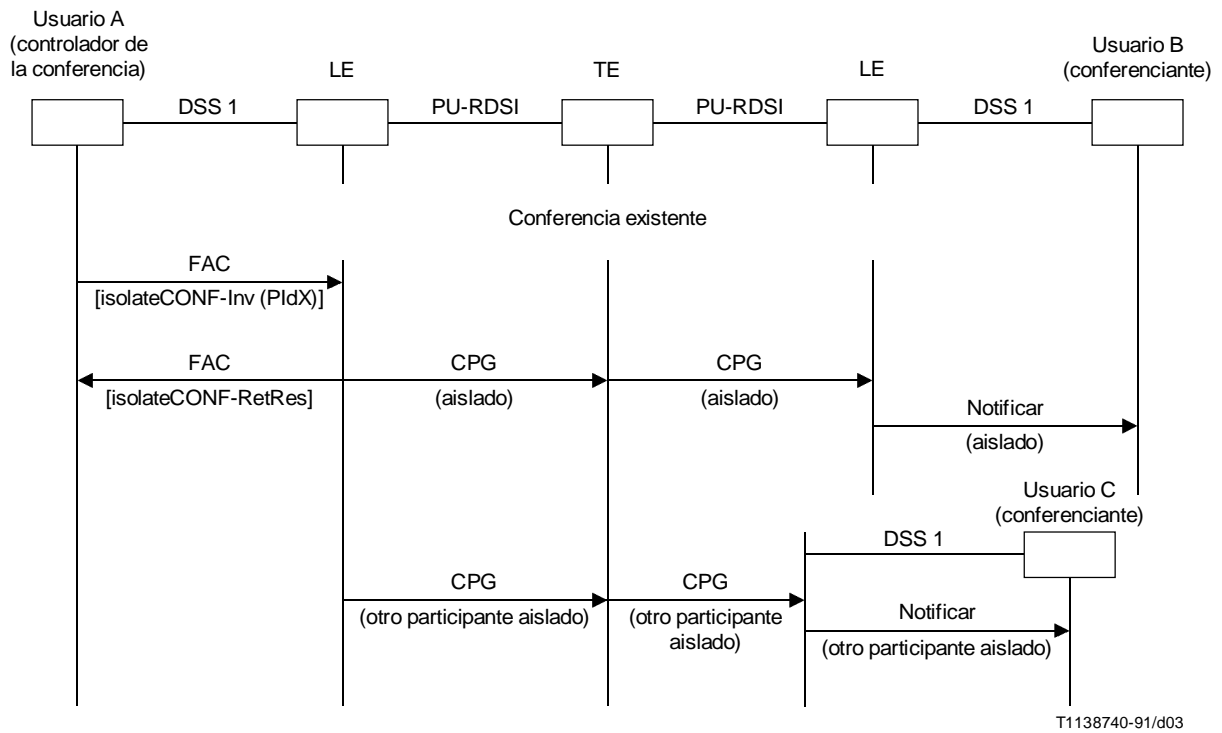 Usuario A
(controlador de
la conferencia)
LE
TE
LE
Usuario B
(conferenciante)
DSS 1
PU-RDSI
PU-RDSI
DSS 1
Conferencia existente
FAC
[isolateCONF-Inv (PIdX)]
FAC
[isolateCONF-RetRes]
CPG
(aislado)
CPG
(aislado)
Notificar
(aislado)
Usuario C
(conferenciante)
DSS 1
CPG
(otro participante aislado)
CPG
(otro participante
aislado)
Notificar
(otro participante aislado)
T1138740-91/d03